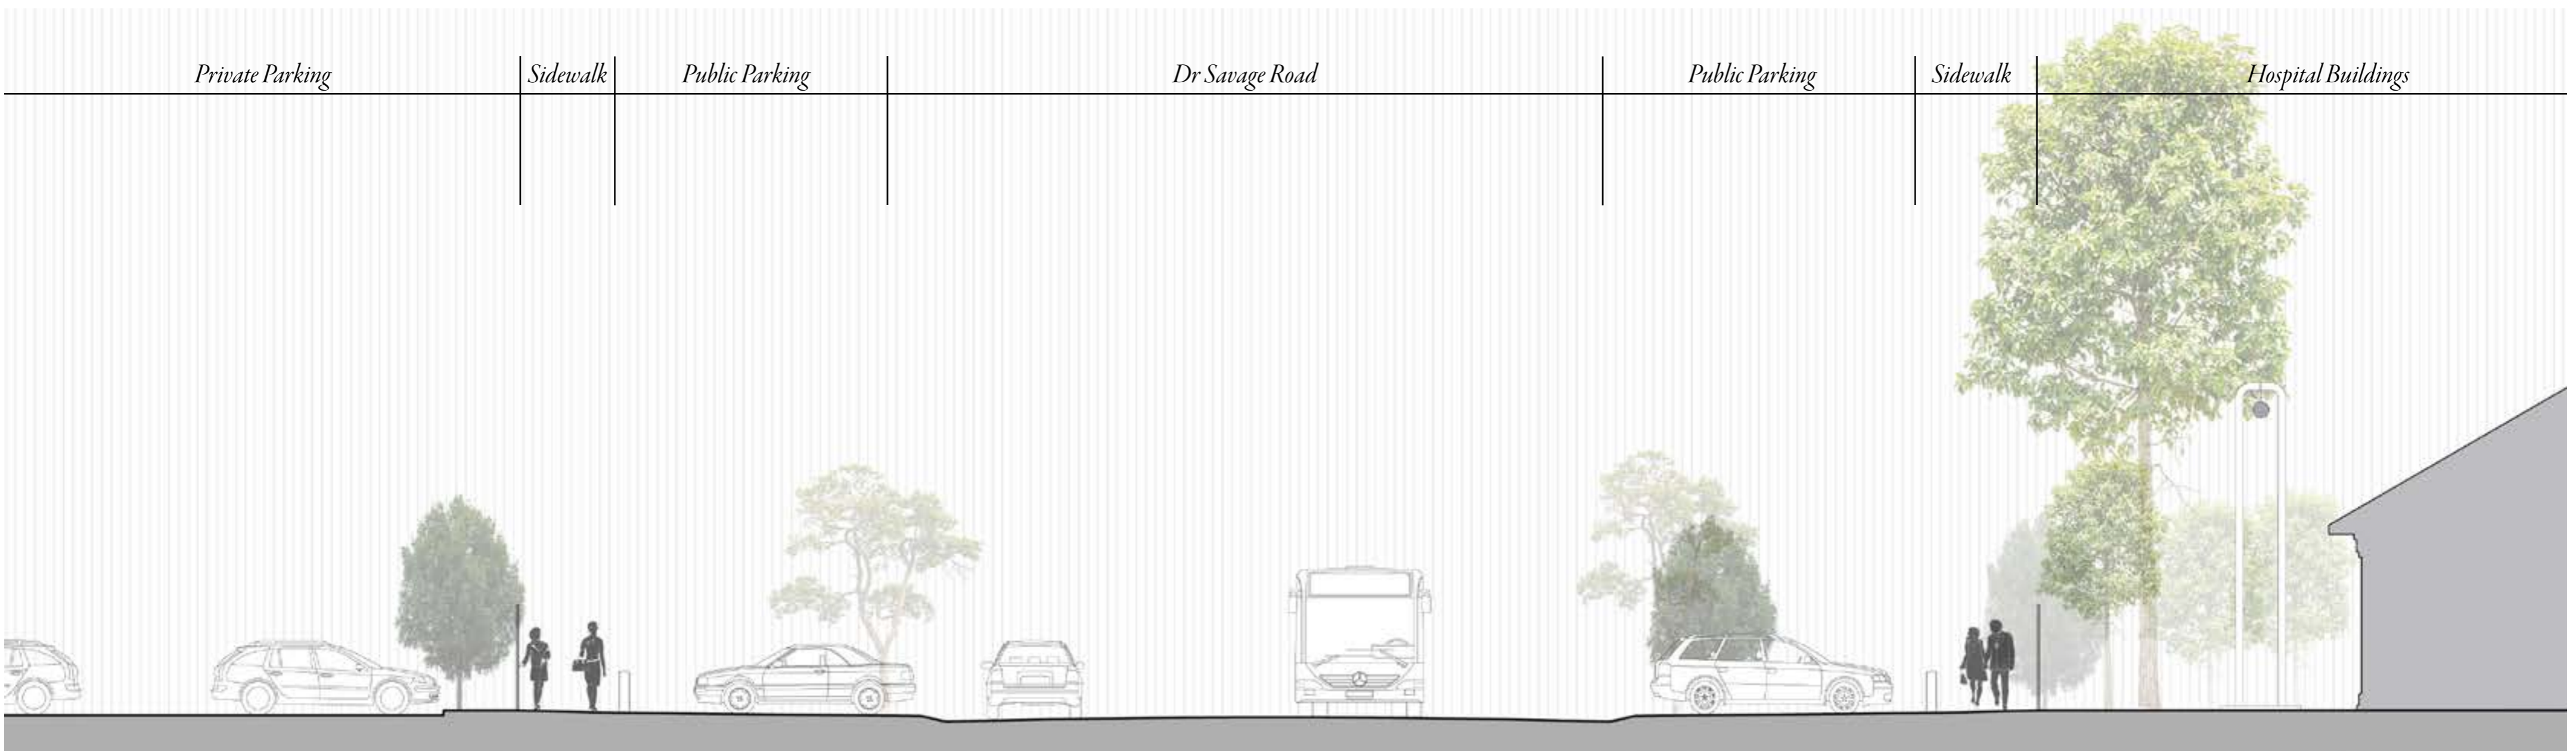 Private Parking
Sidewalk
Public Parking
Dr Savage Road
Public Parking
Sidewalk
Hospital Buildings